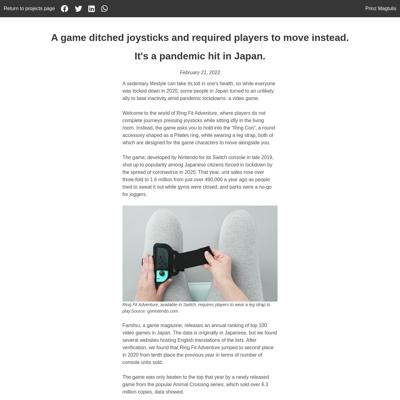 Return to projects page
Prinz Magtulis
A game ditched joysticks and required players to move instead.
It's a pandemic hit in Japan.
February 21, 2022
A sedentary lifestyle can take its toll in one's health, so while everyone
was locked down in 2020, some people in Japan turned to an unlikely
ally to beat inactivity amid pandemic lockdowns: a video game.
Welcome to the world of Ring Fit Adventure, where players do not
complete journeys pressing joysticks while sitting idly in the living
room. Instead, the game asks you to hold into the "Ring Con", a round
accessory shaped as a Pilates ring, while wearing a leg strap, both of
which are designed for the game characters to move alongside you.
The game, developed by Nintendo for its Switch console in late 2019,
shot up to popularity among Japanese citizens forced in lockdown by
the spread of coronavirus in 2020. That year, unit sales rose over
three-fold to 1.6 million from just over 490,000 a year ago as people
tried to sweat it out while gyms were closed, and parks were a no-go
for joggers.
Ring Fit Adventure, available in Switch, requires players to wear a leg strap to
play.Source: gonintendo.com
Famitsu, a game magazine, releases an annual ranking of top 100
video games in Japan. The data is originally in Japanese, but we found
several websites hosting English translations of the lists. After
verification, we found that Ring Fit Adventure jumped to second place
in 2020 from tenth place the previous year in terms of number of
console units sold.
The game was only beaten to the top that year by a newly released
game from the popular Animal Crossing series, which sold over 6.3
million copies, data showed.